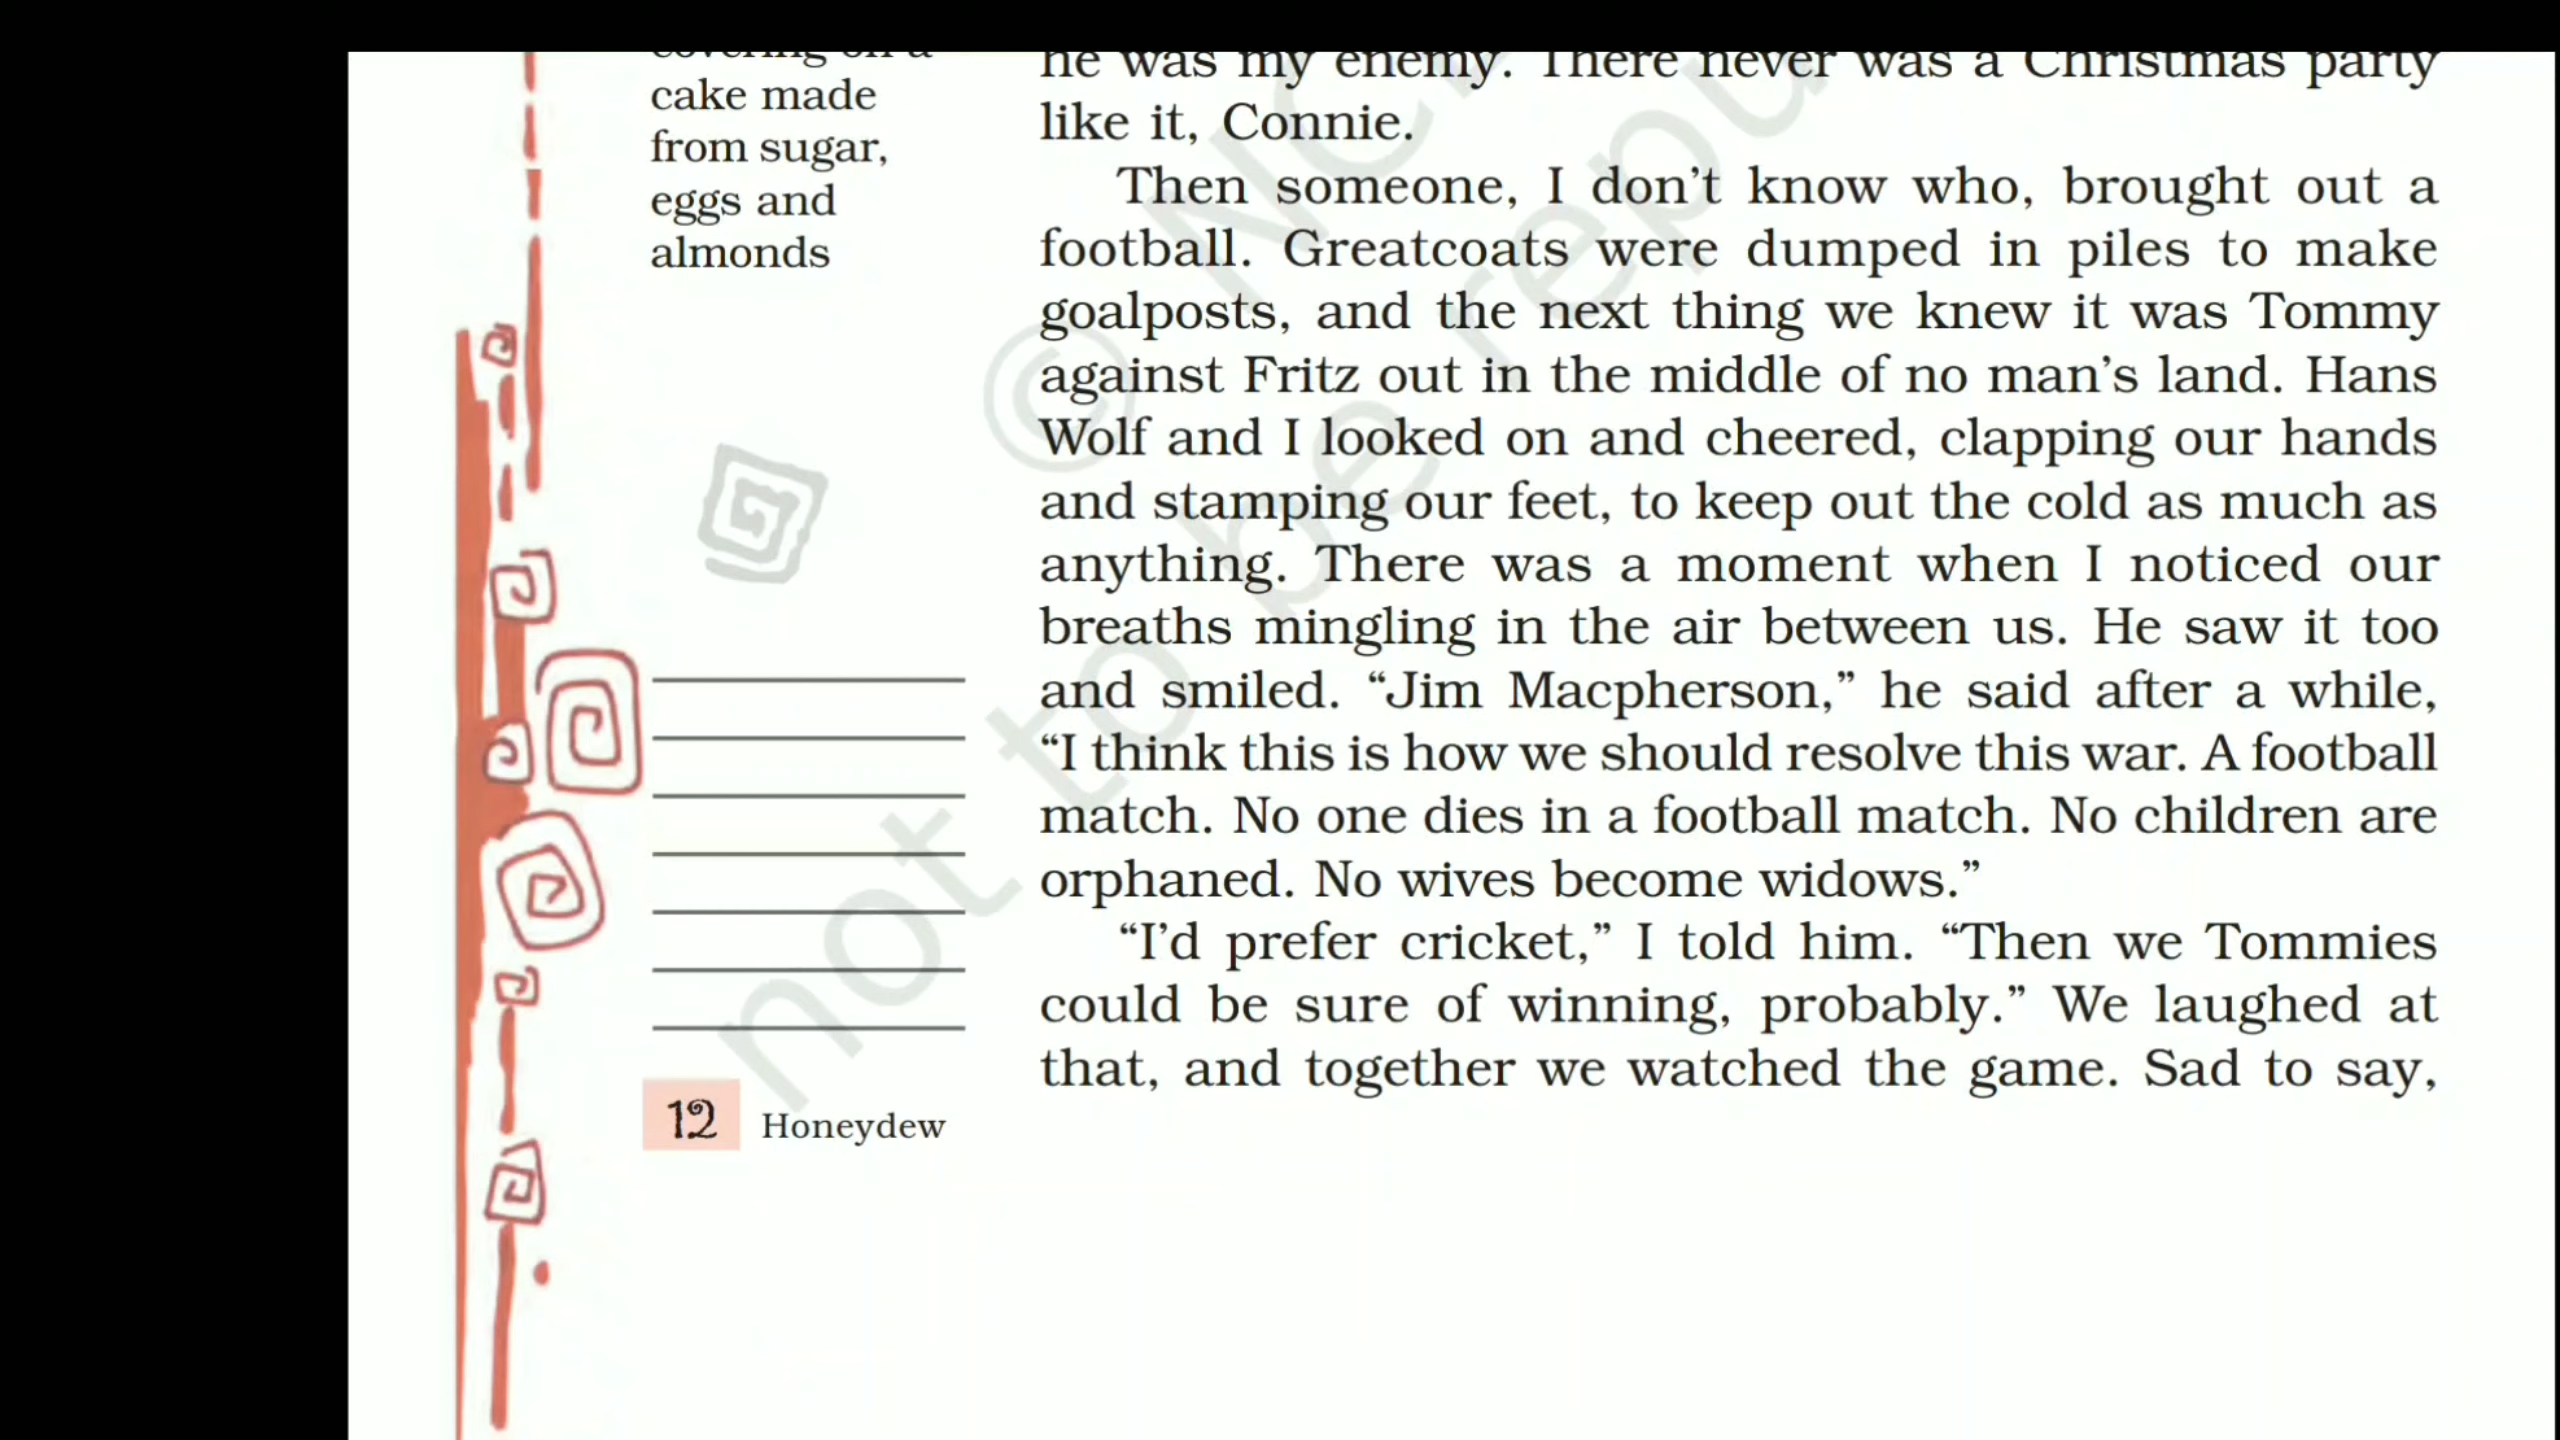 covering on a
cake made
from sugar,
eggs and
almonds
he was my enemy. There never was a Christmas party
like it, Connie.
Then someone, I don’t know who, brought out a
football. Greatcoats were dumped in piles to make
goalposts, and the next thing we knew it was Tommy
against Fritz out in the middle of no man’s land. Hans
Wolf and I looked on and cheered, clapping our hands
and stamping our feet, to keep out the cold as much as
anything. There was a moment when I noticed our
breaths mingling in the air between us. He saw it too
and smiled. “Jim Macpherson,” he said after a while,
“I think this is how we should resolve this war. A football
match. No one dies in a football match. No children are
orphaned. No wives become widows.”
“I’d prefer cricket,” I told him. “Then we Tommies
could be sure of winning, probably.” We laughed at
that, and together we watched the game. Sad to say,
12 Honeydew
©
not to be